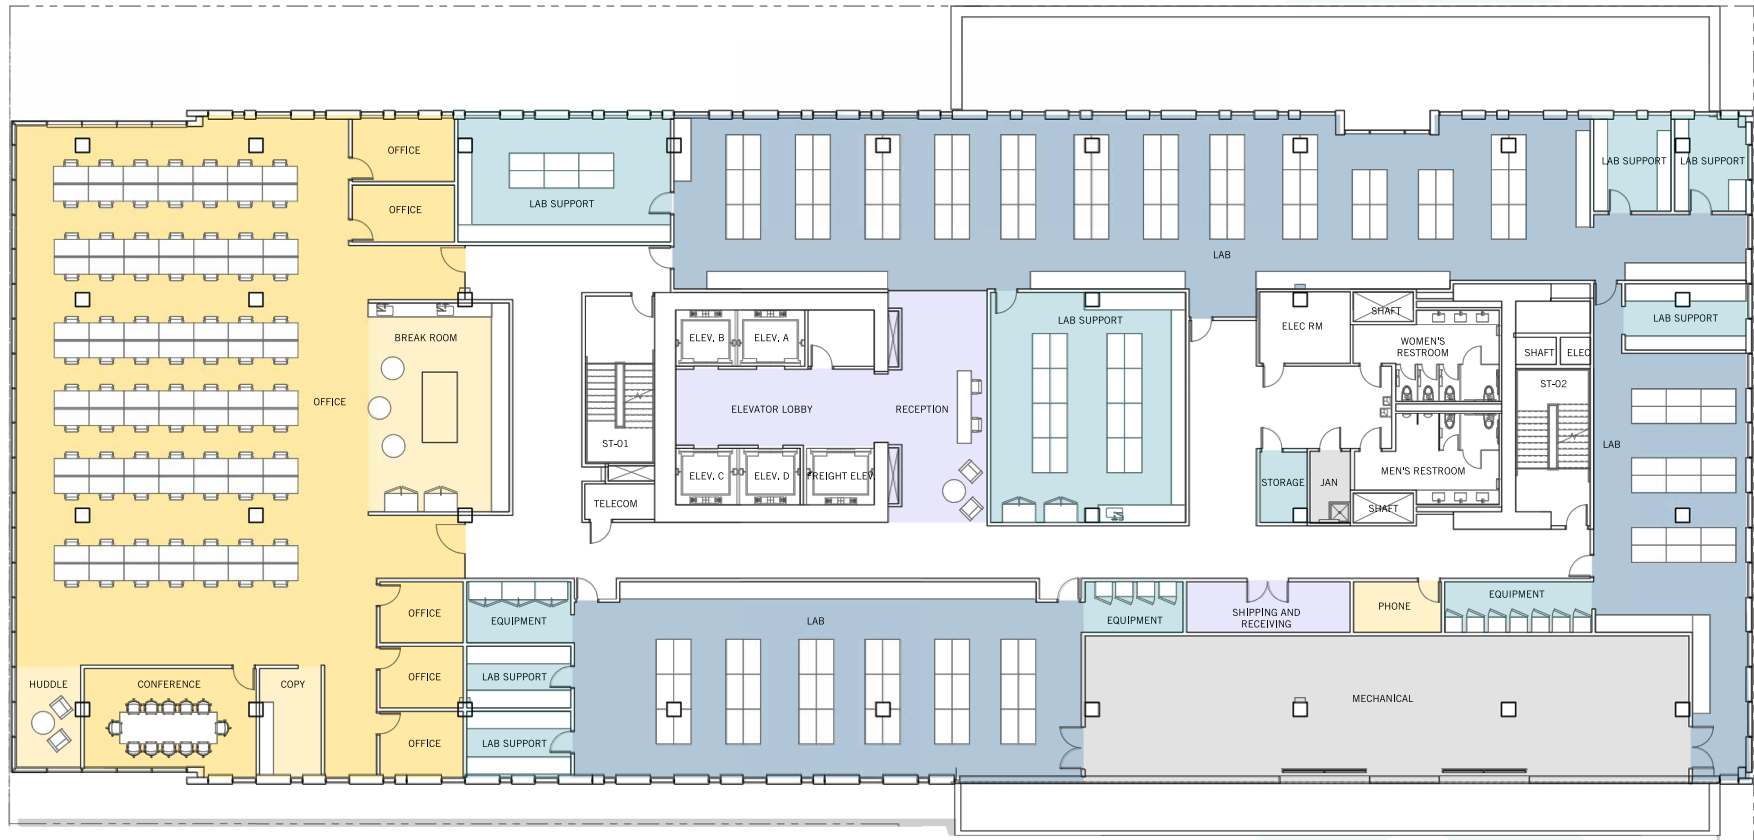 OFFICE
LAB SUPPORT
LAB SUPPORT
LAB SUPPORT
OFFICE
LAB
LAB SUPPORT
LAB SUPPORT
ELEC RM
SHAFT
BREAK ROOM
ELEV. B
ELEV. A
WOMEN'S
RESTROOM
SHAFT
ELEC
ST-02
OFFICE
ELEVATOR LOBBY
RECEPTION
ST-01
LAB
MEN'S RESTROOM
ELEV. C
ELEV. D
FREIGHT ELEV.
STORAGE
JAN
TELECOM
SHAFT
EQUIPMENT
OFFICE
EQUIPMENT
LAB
EQUIPMENT
SHIPPING AND
RECEIVING
PHONE
HUDDLE
CONFERENCE
COPY
OFFICE
LAB SUPPORT
MECHANICAL
OFFICE
LAB SUPPORT